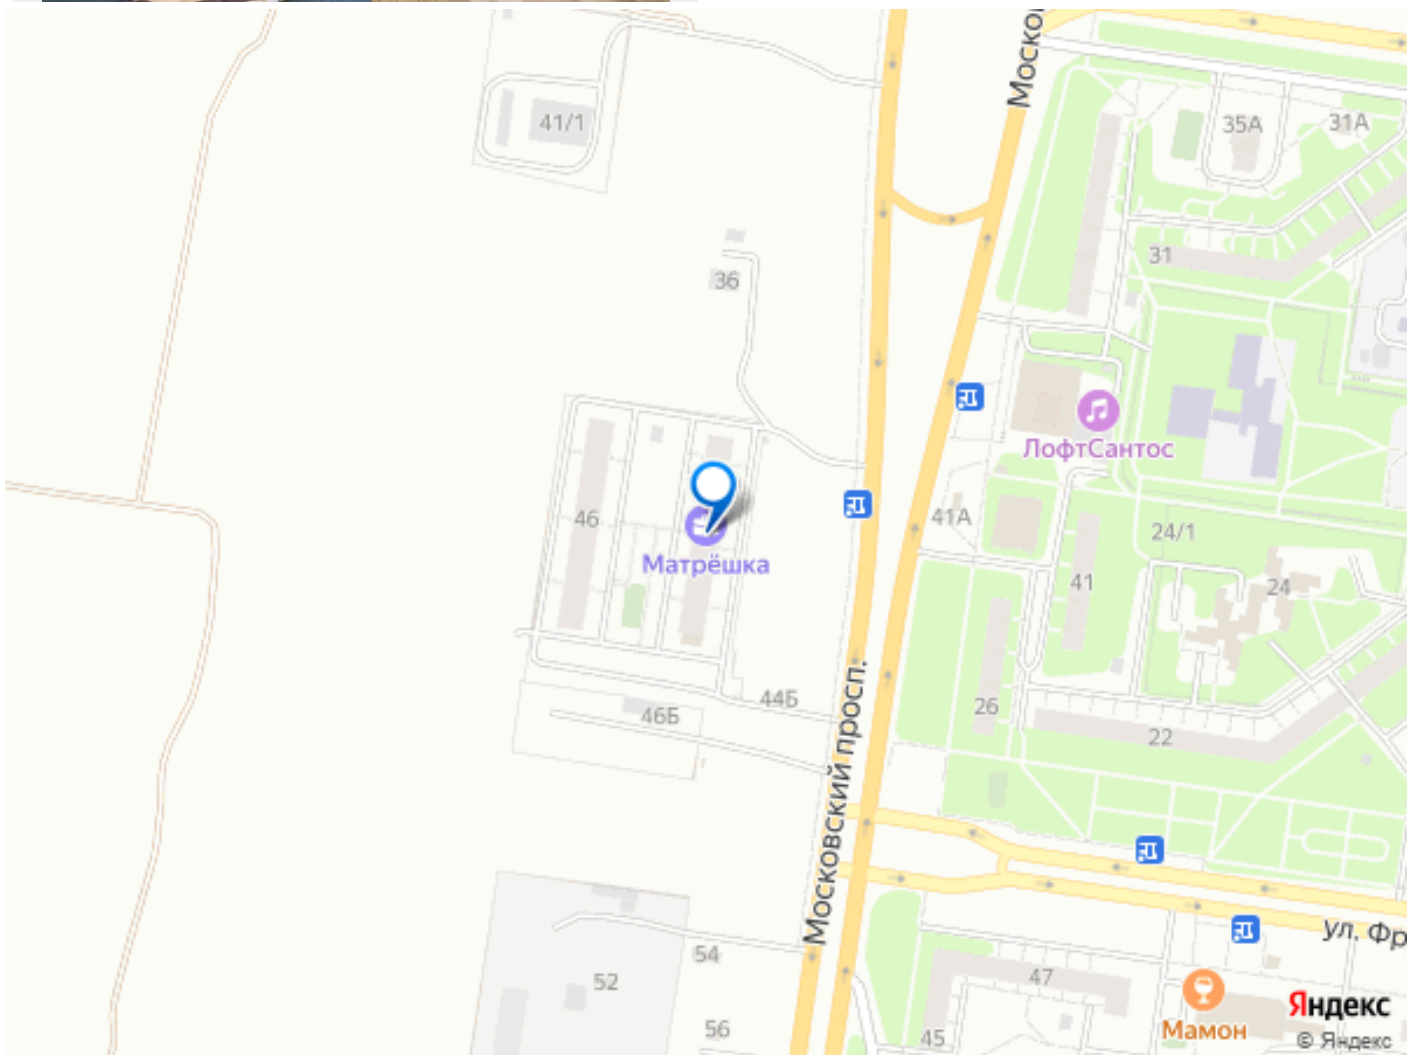 Моско
41/1
35А
31А
31
36
ЛофтСантос
46
Матрёшка
41А
24/1
41
24
44Б
46Б
26
22
Московский просп.
ул. Фр
54
52
47
56
45
Мамон
Яндекс
© Яндекс